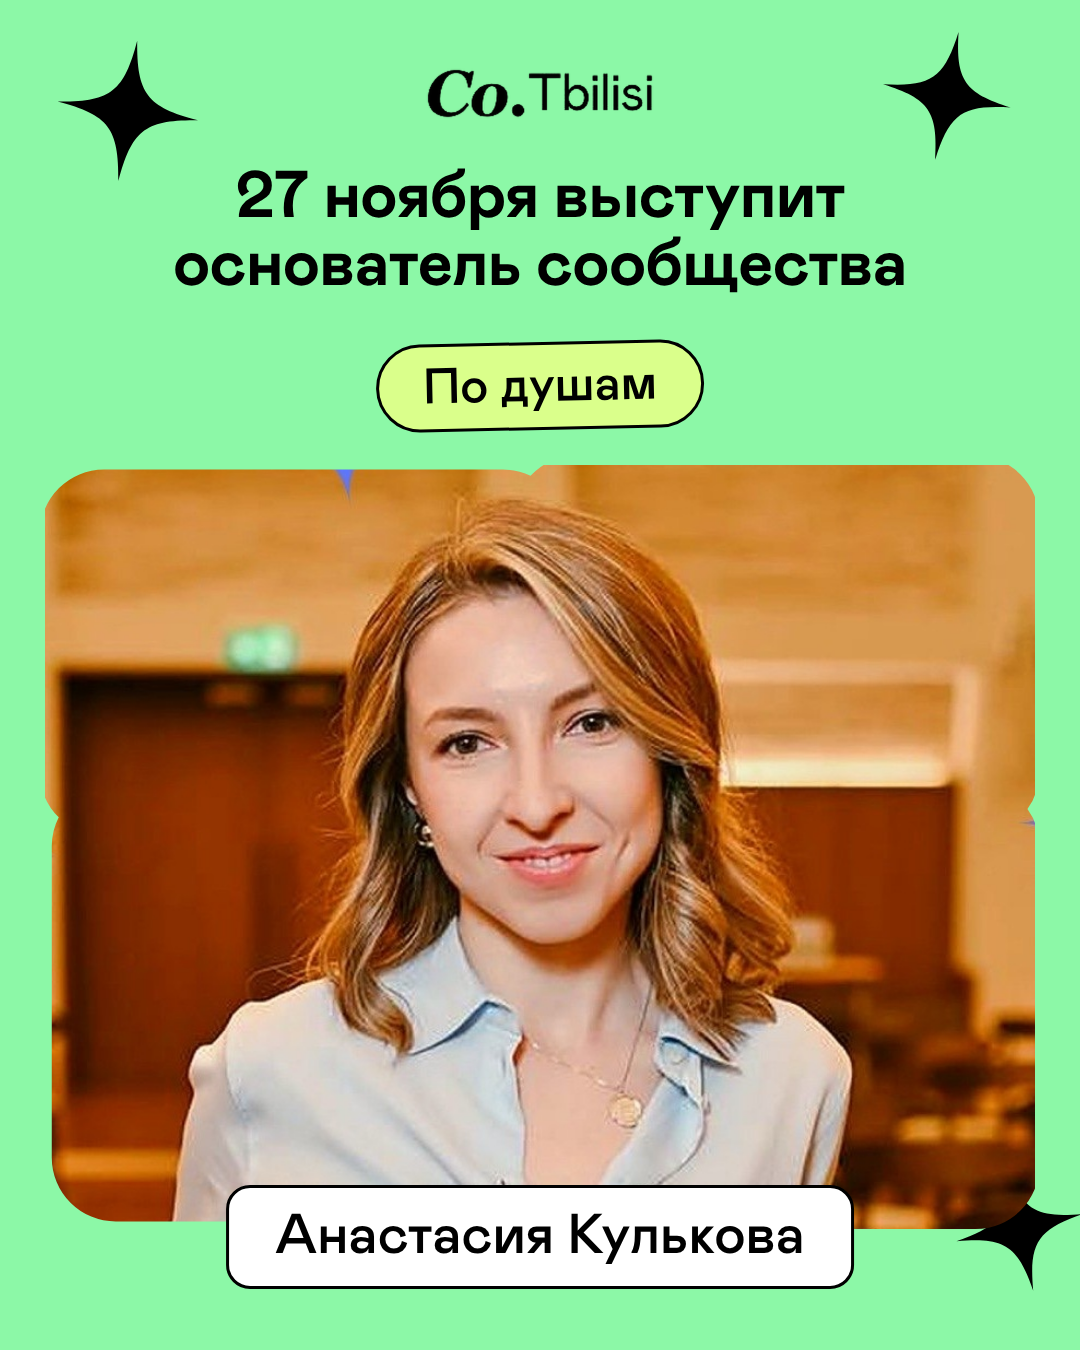 Co.Tbilisi
27 ноября выступит
основатель сообщества
По душам
Анастасия Кулькова